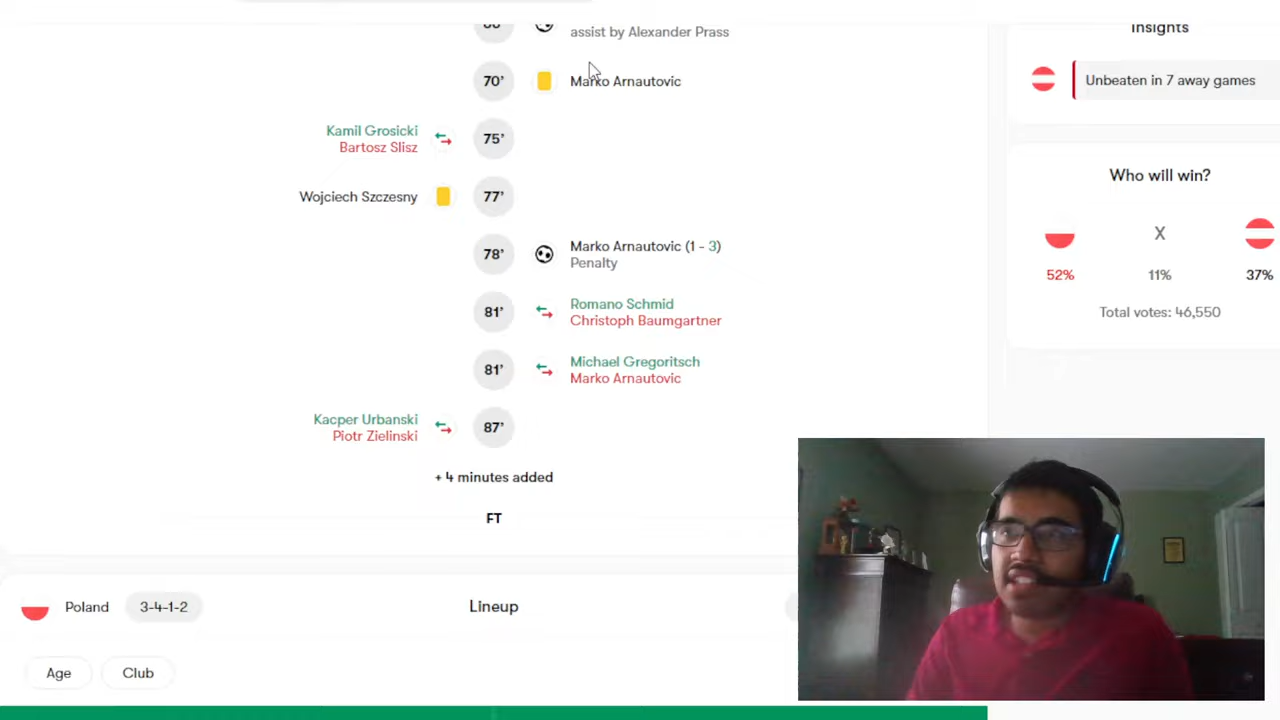 assist by Alexander Prass
70’
Marko Arnautovic
Kamil Grosicki
Bartosz Slisz
75’
Wojciech Szczesny
77’
78’
Marko Arnautovic (1 - 3)
Penalty
81’
Romano Schmid
Christoph Baumgartner
81’
Michael Gregoritsch
Marko Arnautovic
Kacper Urbanski
Piotr Zielinski
87’
+ 4 minutes added
FT
Poland
3-4-1-2
Lineup
Age
Club
Insights
Unbeaten in 7 away games
Who will win?
X
52%
11%
37%
Total votes: 46,550